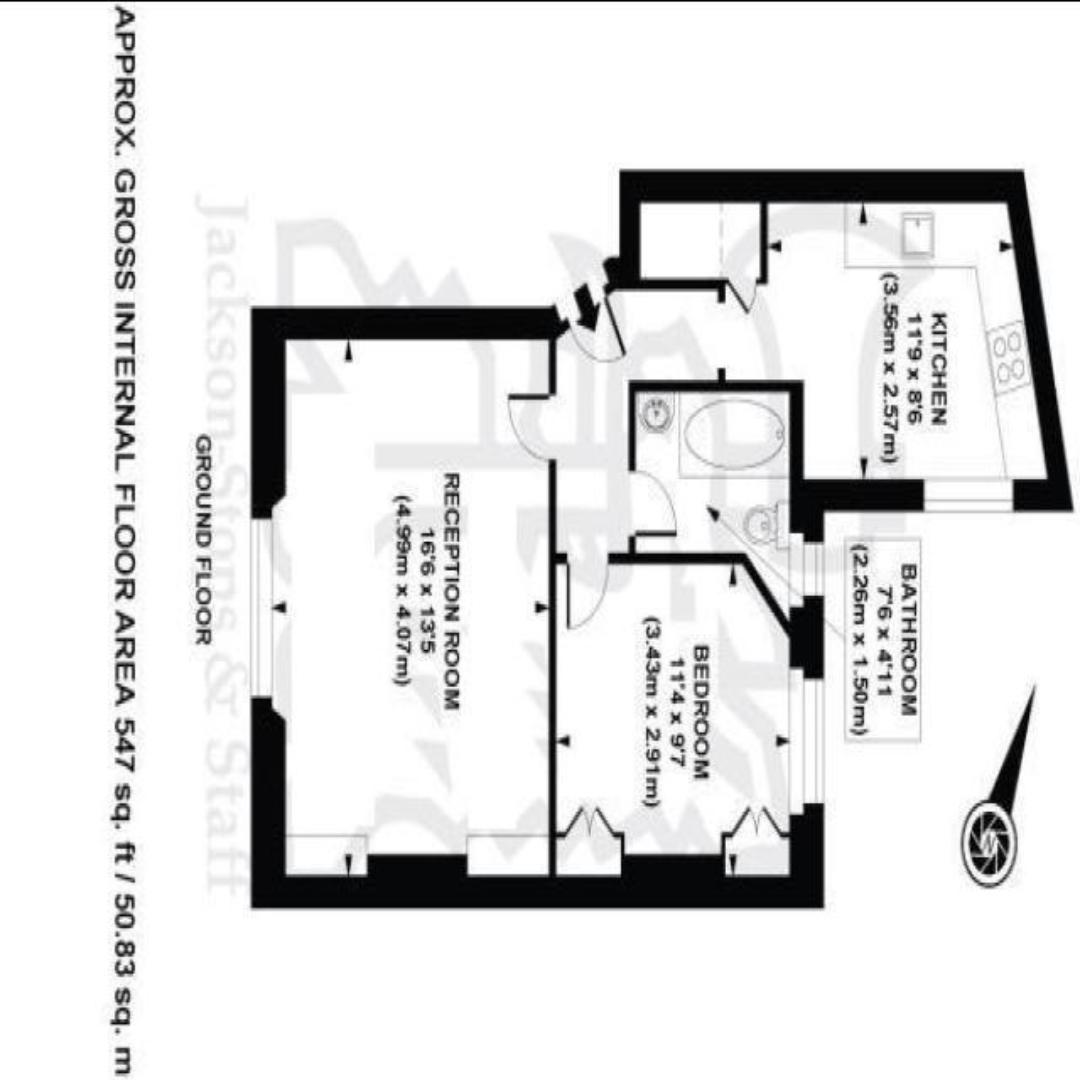 KITCHEN
11'9 x 8'6
(3.56m x 2.57m)
BATHROOM
7'6 x 4'11
(2.26m x 1.50m)
BEDROOM
11'4 x 9'7
(3.43m x 2.91m)
RECEPTION ROOM
16'6 x 13'5
(4.99m x 4.07m)
N
Jackson-Stops & Staff
GROUND FLOOR
APPROX. GROSS INTERNAL FLOOR AREA 547 sq. ft / 50.83 sq. m